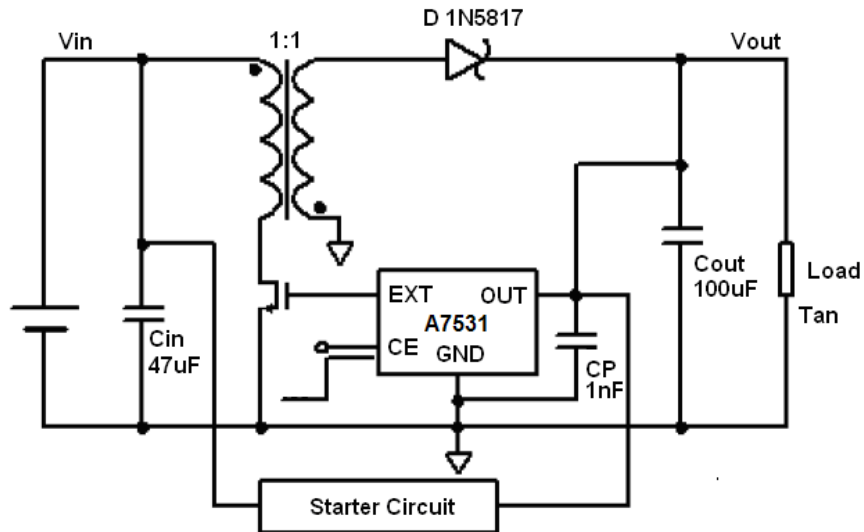 D 1N5817
Vin
1:1
Vout
EXT
OUT
A7531
CE
GND
Cin
47uF
CP
1nF
Cout
100uF
Load
Tan
Starter Circuit